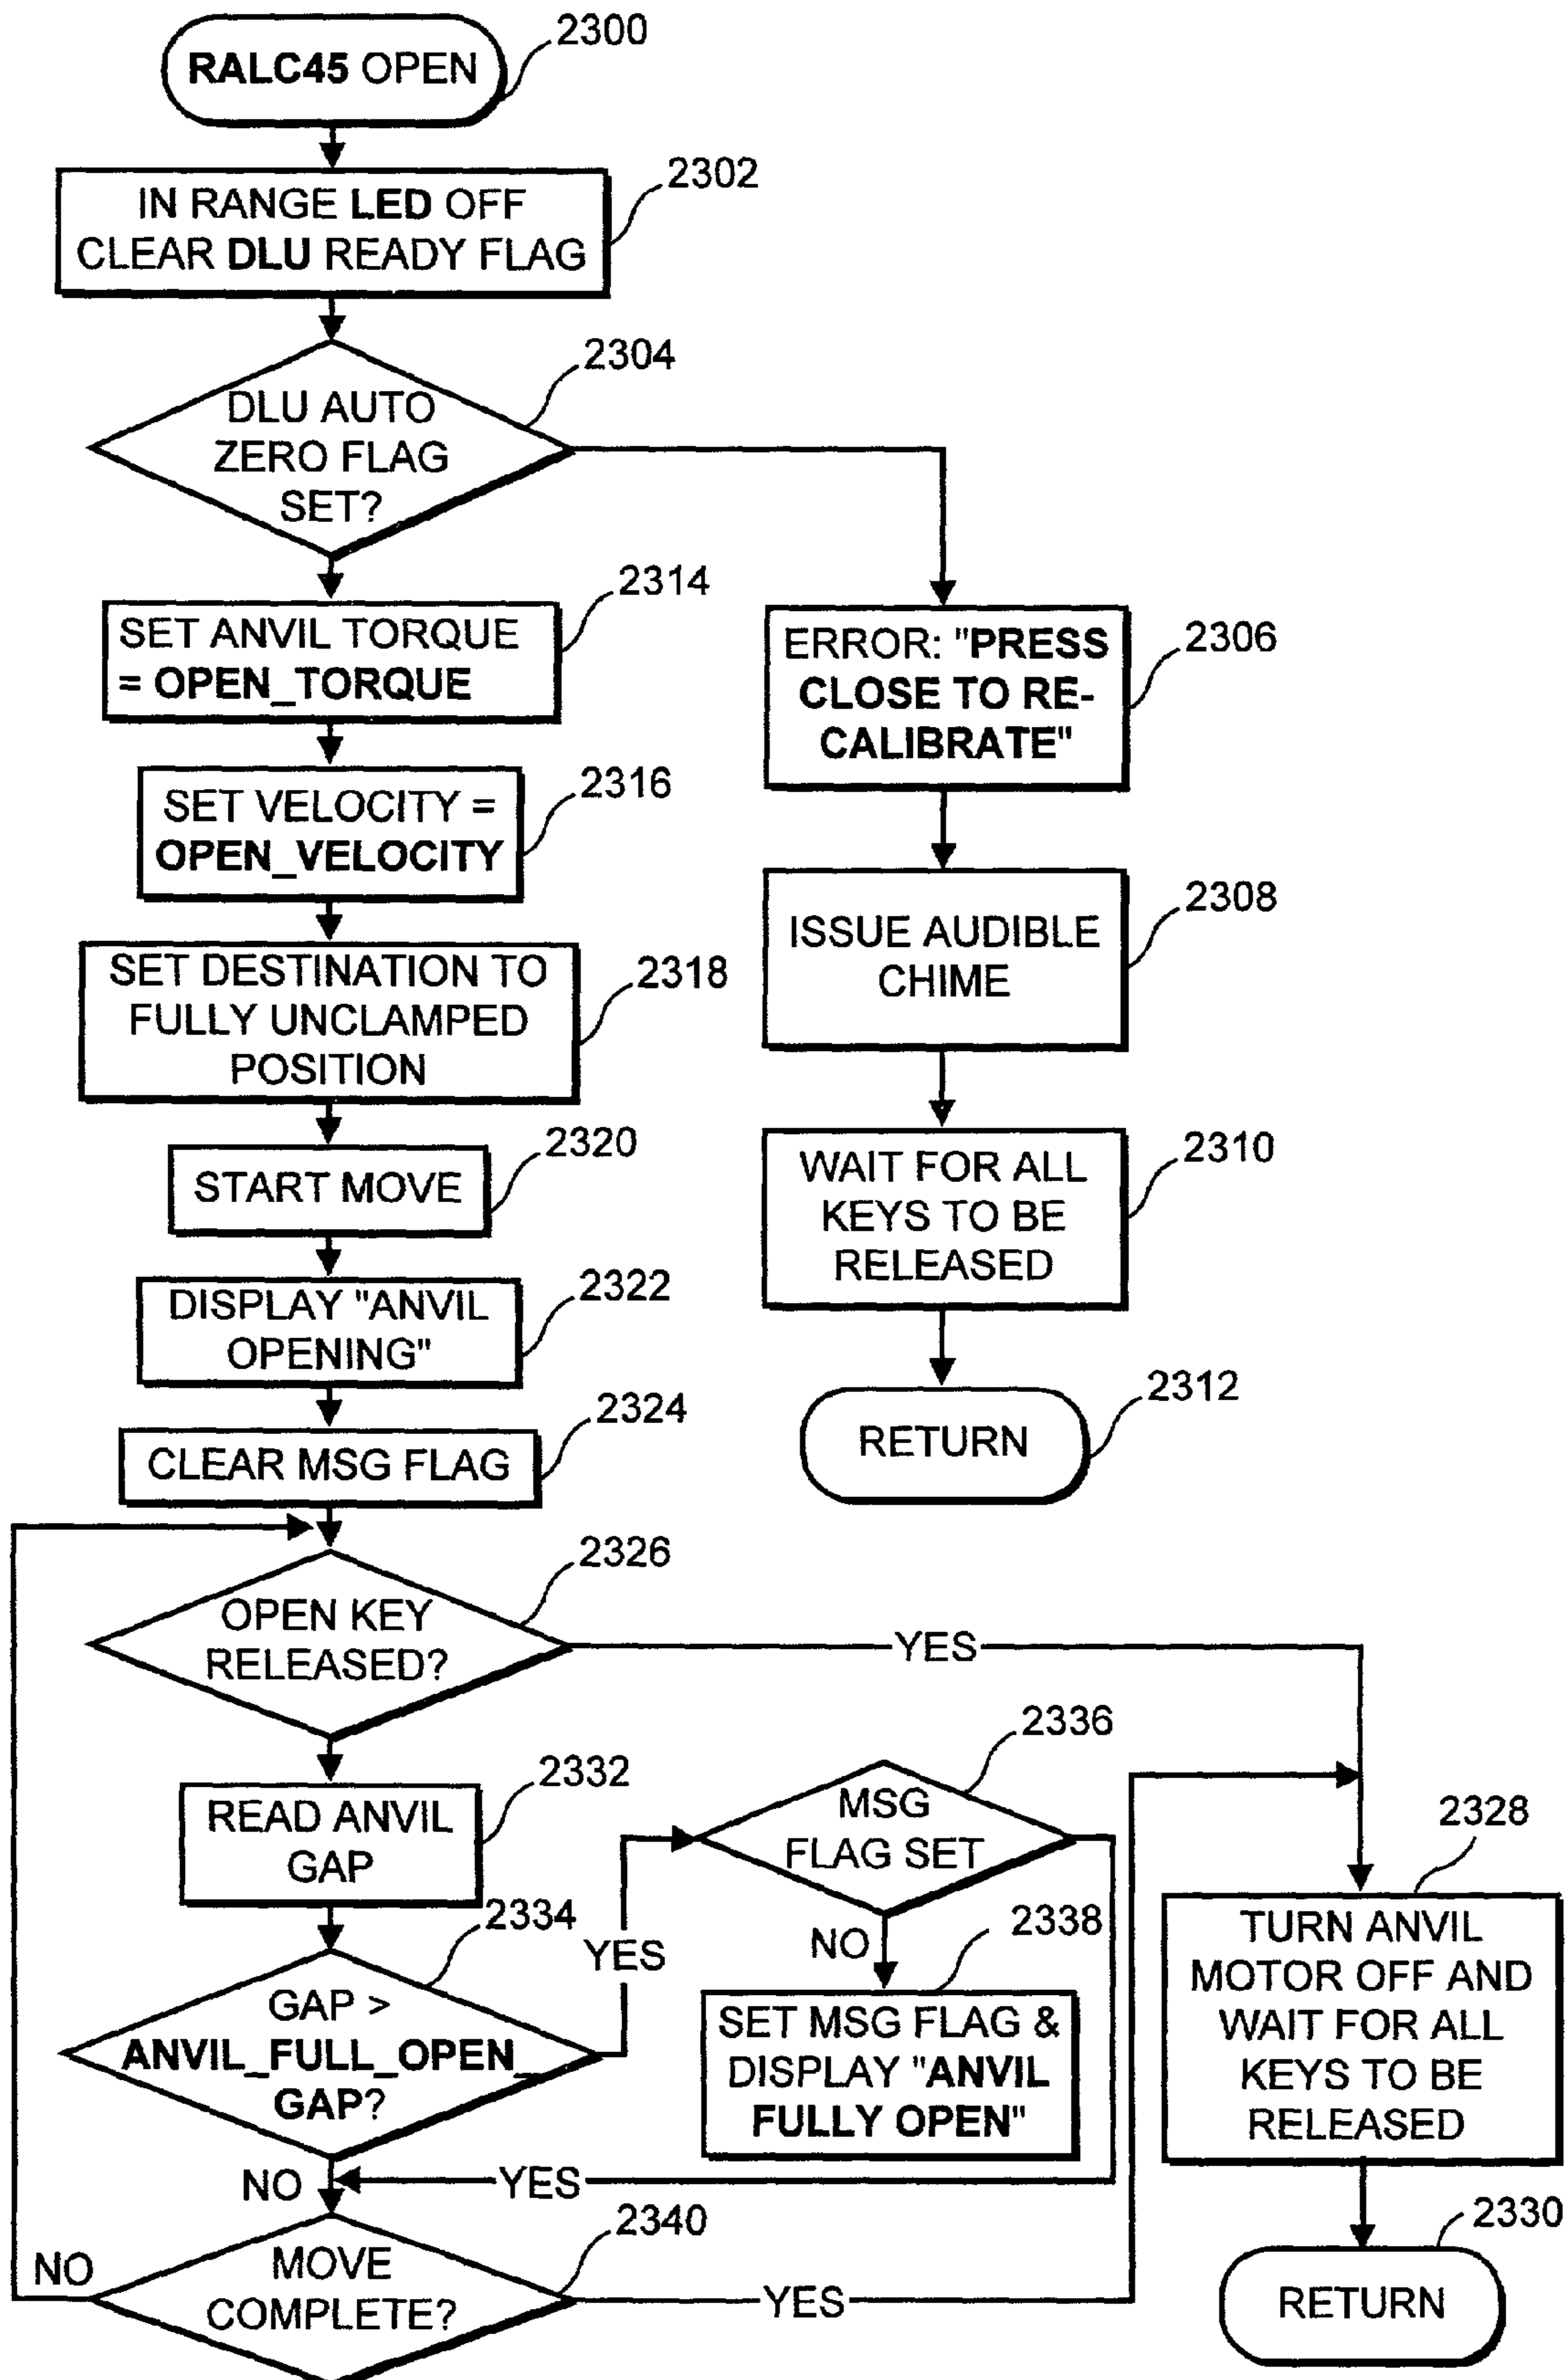 RALC45 OPEN
2300
IN RANGE LED OFF
CLEAR DLU READY FLAG
2302
DLU AUTO
ZERO FLAG
SET?
2304
SET ANVIL TORQUE
= OPEN_TORQUE
2314
ERROR: "PRESS
CLOSE TO RE-
CALIBRATE"
2306
SET VELOCITY =
OPEN_VELOCITY
2316
ISSUE AUDIBLE
CHIME
2308
SET DESTINATION TO
FULLY UNCLAMPED
POSITION
2318
WAIT FOR ALL
KEYS TO BE
RELEASED
2310
START MOVE
2320
DISPLAY "ANVIL
OPENING"
2322
RETURN
2312
CLEAR MSG FLAG
2324
OPEN KEY
RELEASED?
2326
YES
READ ANVIL
GAP
2332
MSG
FLAG SET
2336
GAP >
ANVIL_FULL_OPEN_
GAP?
2334
YES
NO
SET MSG FLAG &
DISPLAY "ANVIL
FULLY OPEN"
2338
TURN ANVIL
MOTOR OFF AND
WAIT FOR ALL
KEYS TO BE
RELEASED
2328
NO
YES
MOVE
COMPLETE?
2340
NO
YES
RETURN
2330